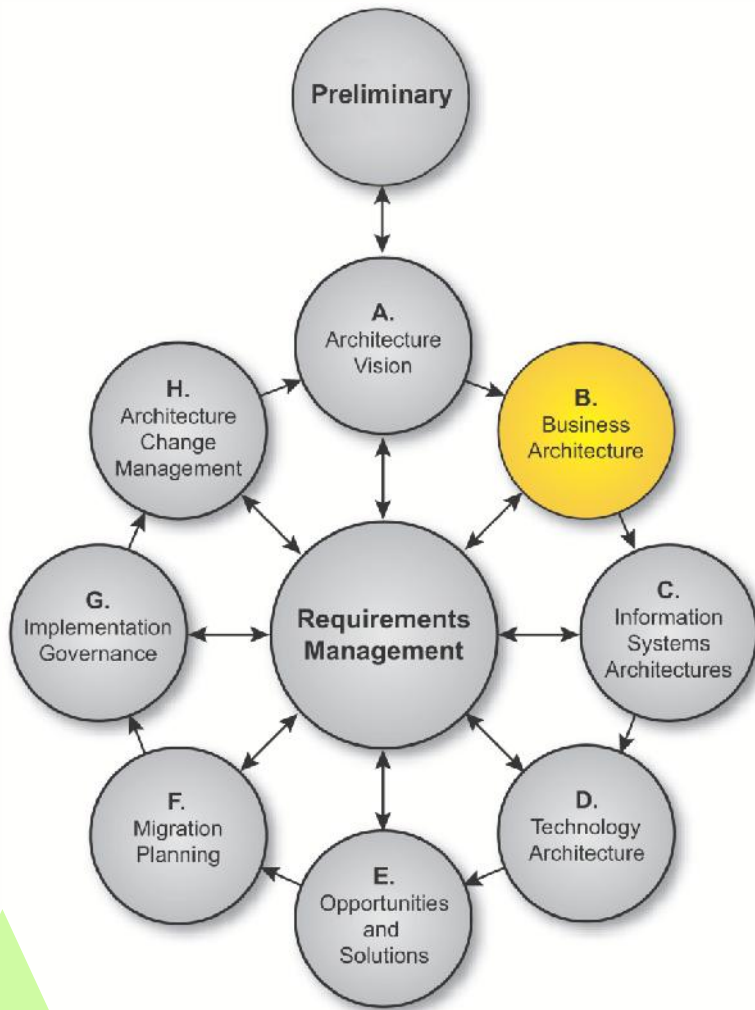 Preliminary
A.
Architecture
Vision
B.
Business
Architecture
C.
Information
Systems
Architectures
D.
Technology
Architecture
E.
Opportunities
and
Solutions
F.
Migration
Planning
G.
Implementation
Governance
H.
Architecture
Change
Management
Requirements
Management